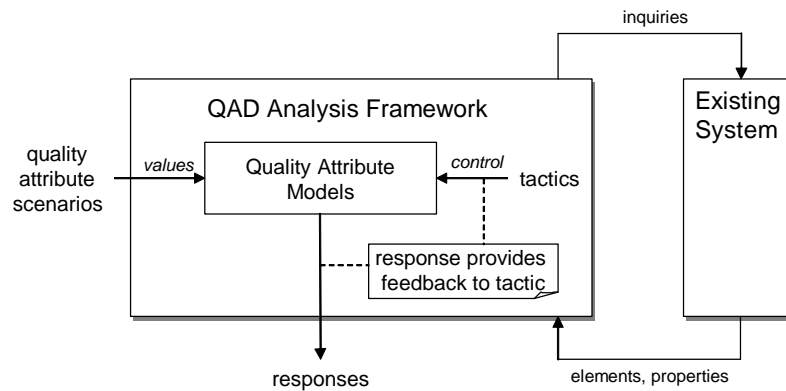 inquiries
QAD Analysis Framework
Existing
System
quality
attribute
scenarios
values
Quality Attribute
Models
control
tactics
response provides
feedback to tactic
responses
elements, properties